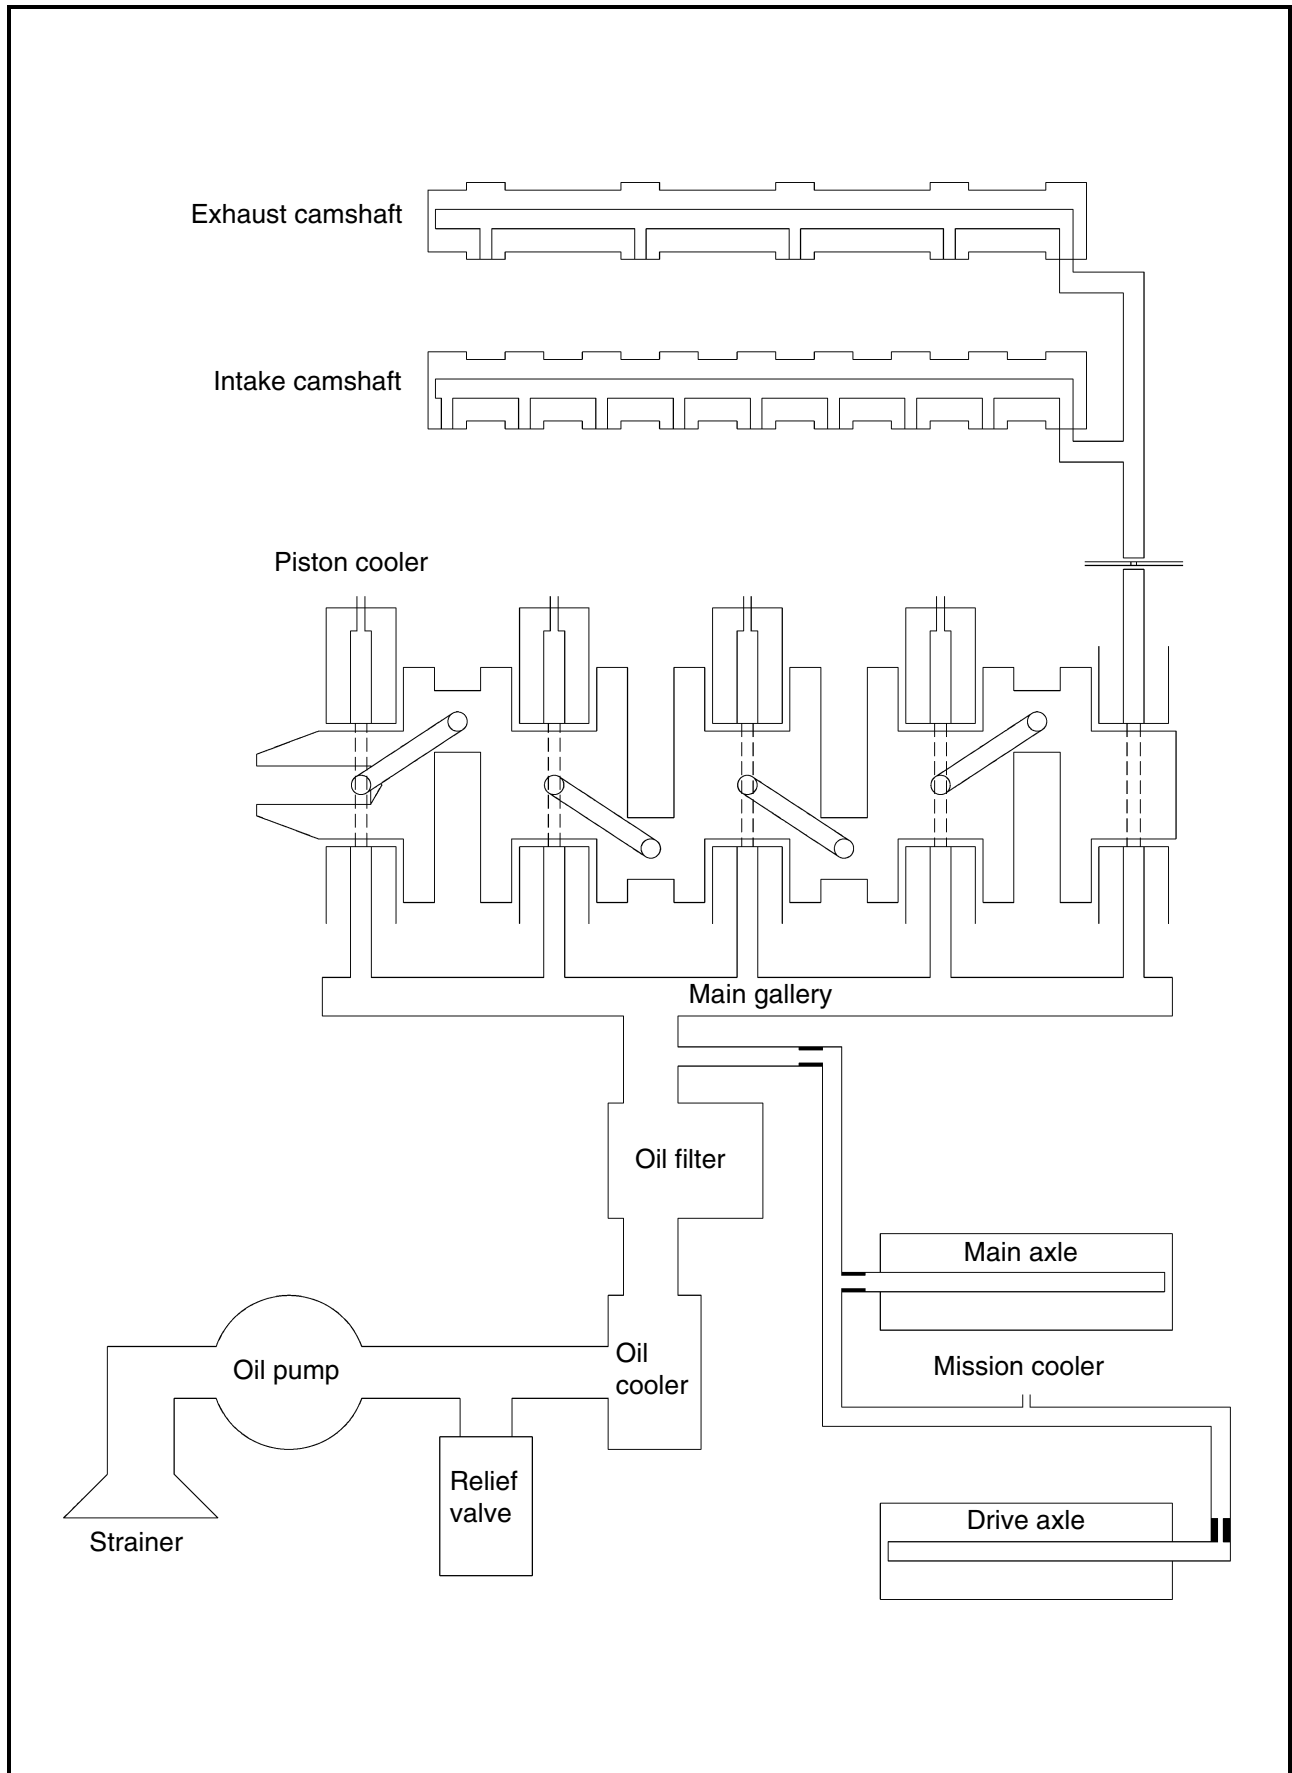 Exhaust camshaft
Intake camshaft
Piston cooler
Main gallery
Oil filter
Main axle
Oil
cooler
Oil pump
Mission cooler
Relief
valve
Strainer
Drive axle